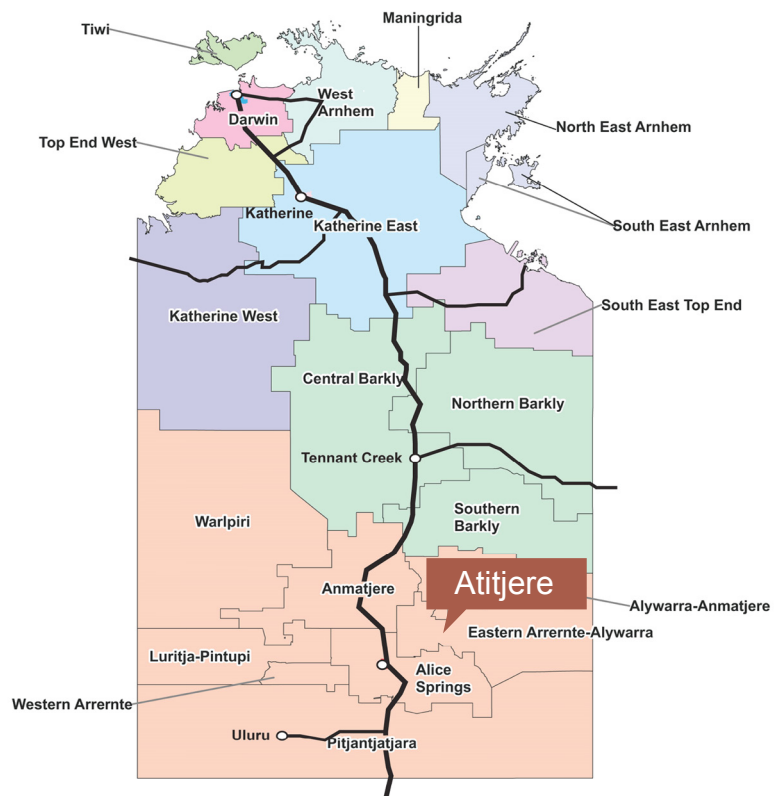 Maningrida
Tiwi
West
Arnhem
Darwin
North East Arnhem
Top End West
Katherine
Katherine East
South East Arnhem
South East Top End
Katherine West
Central Barkly
Northern Barkly
Tennant Creek
Southern
Barkly
Warlpiri
Atitjere
Anmatjere
Alywarra-Anmatjere
Eastern Arrernte-Alywarra
Luritja-Pintupi
Alice
Springs
Western Arrernte
Uluru
Pitjantjatjara